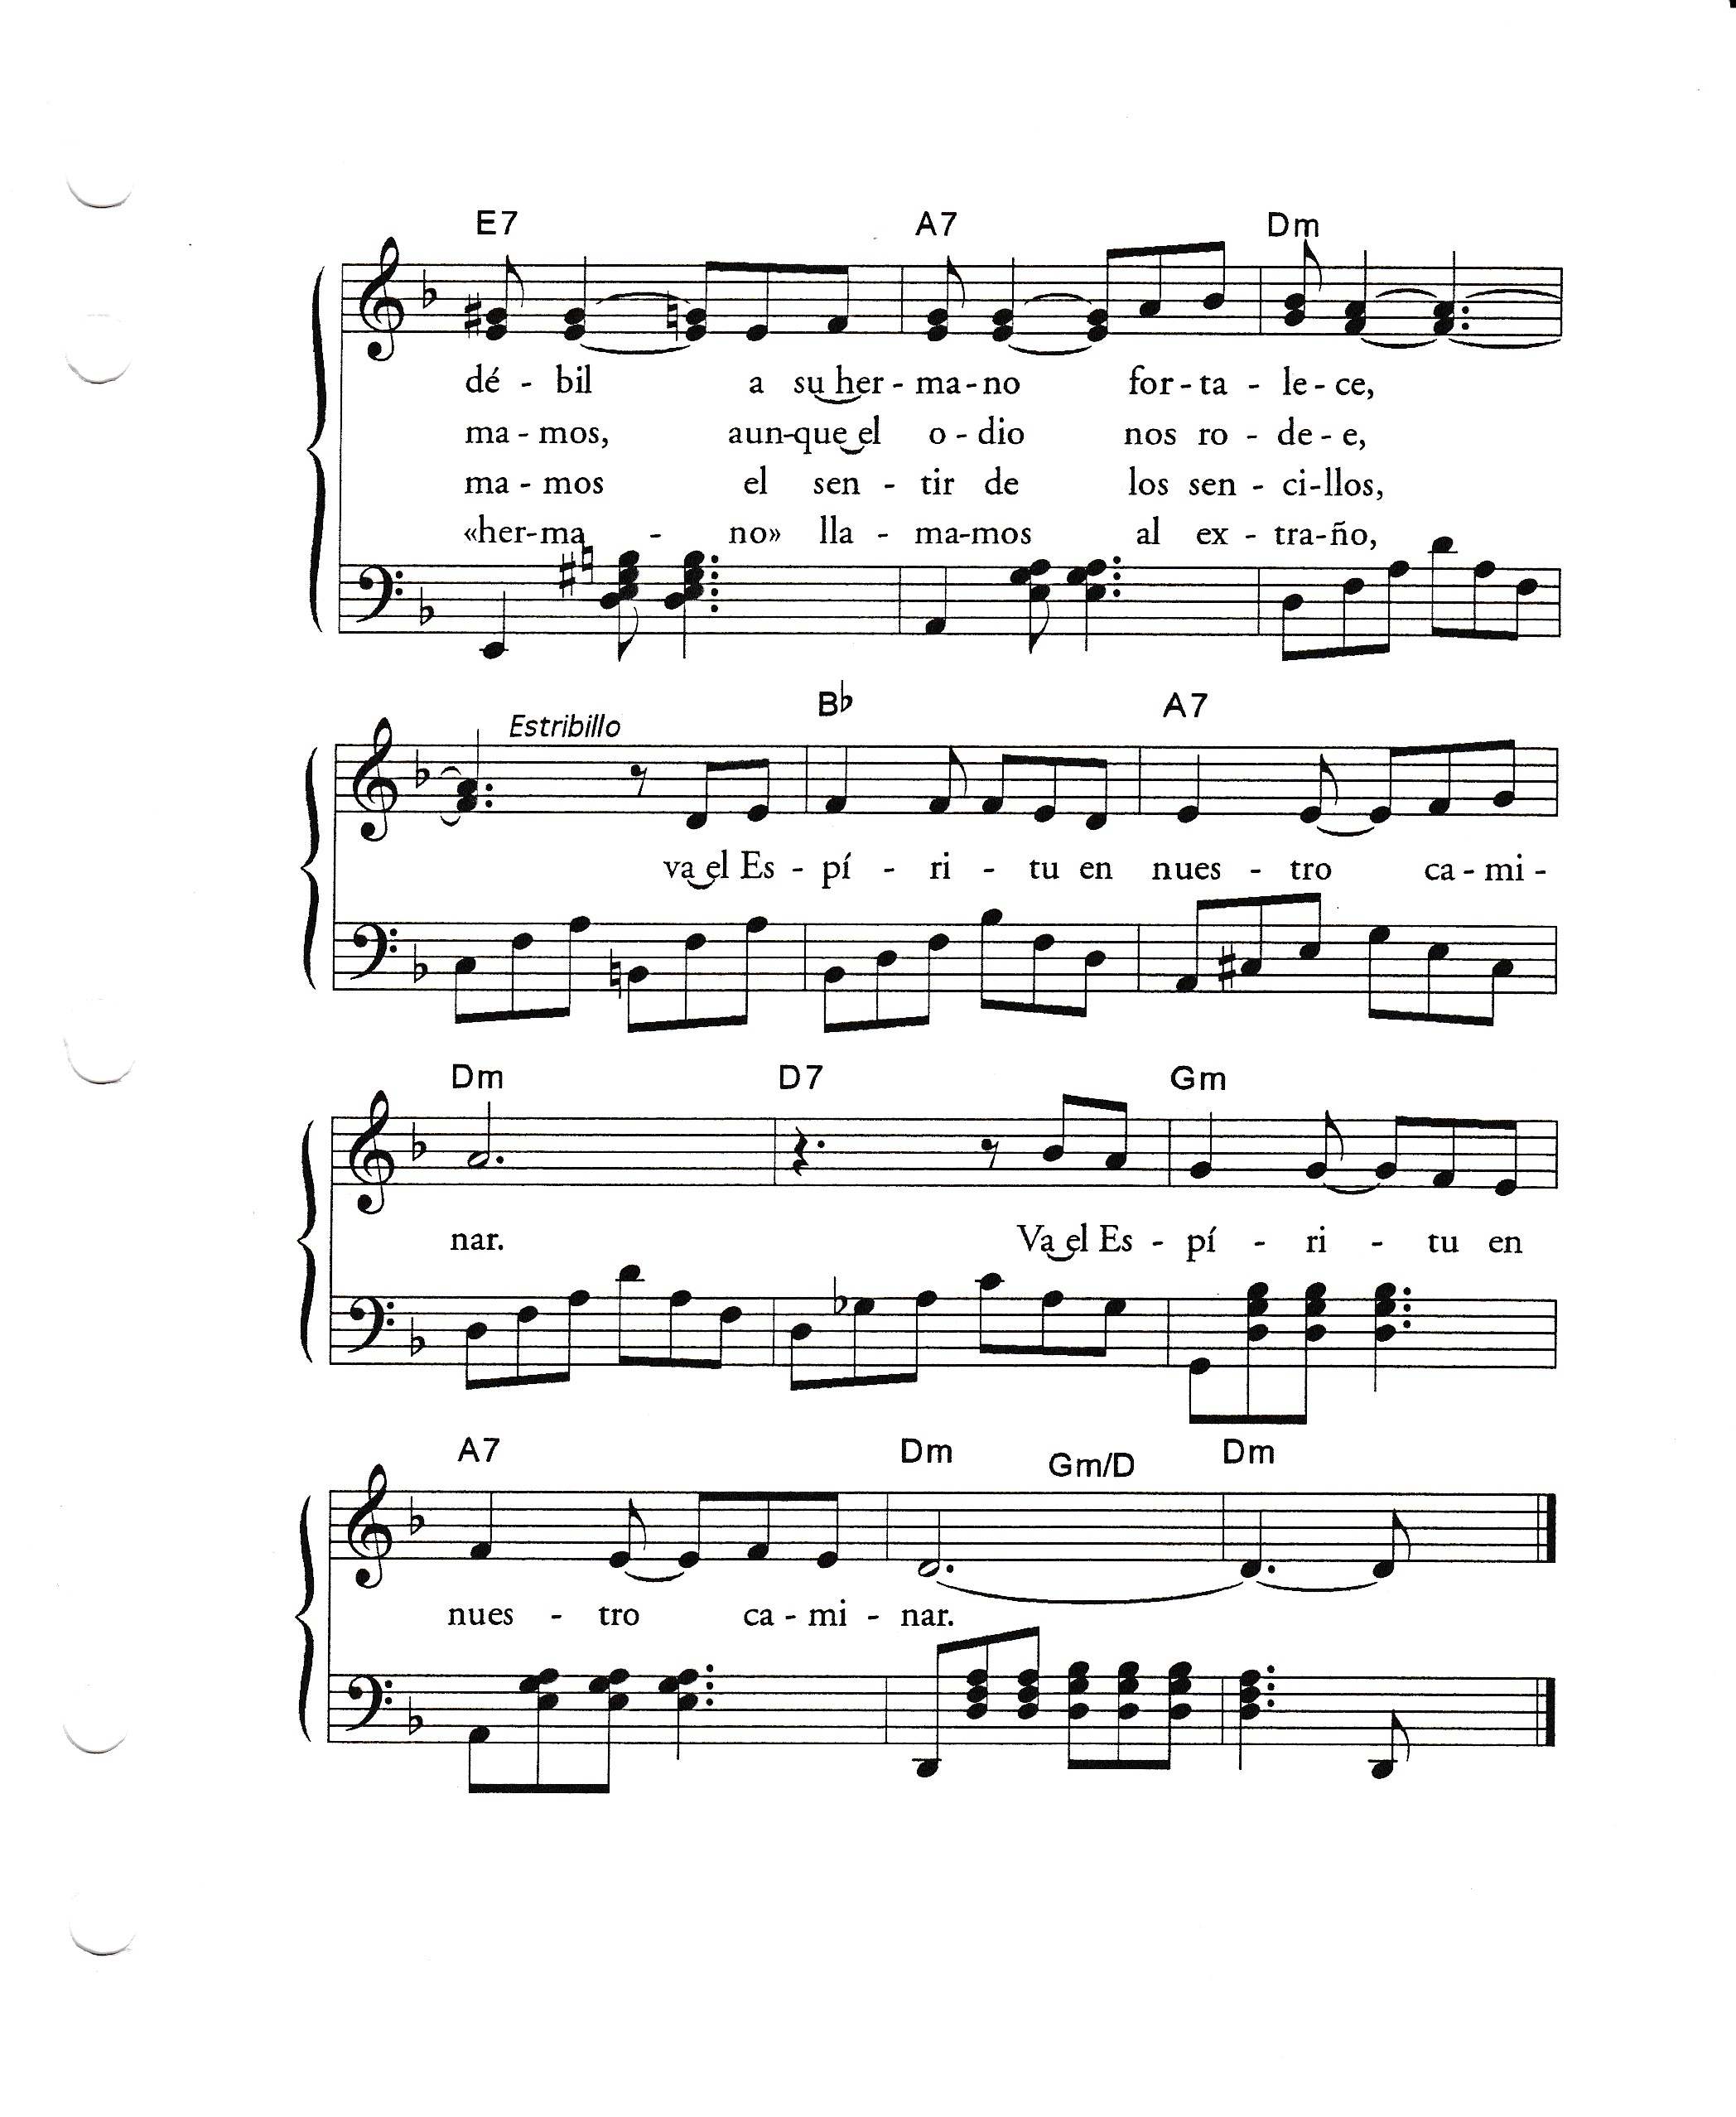 E7 A7 Dm
dé - bil a su her - ma - no for - ta - le - ce,
ma - mos, aun-que el o - dio nos ro - de - e,
ma - mos el sen - tir de los sen - ci-llos,
«her-ma - no» lla - ma-mos al ex - tra-ño,
Estribillo B♭ A7
va el Es - pí - ri - tu en nues - tro ca - mi -
Dm D7 Gm
nar. Va el Es - pí - ri - tu en
A7 Dm Gm/D Dm
nues - tro ca - mi - nar.